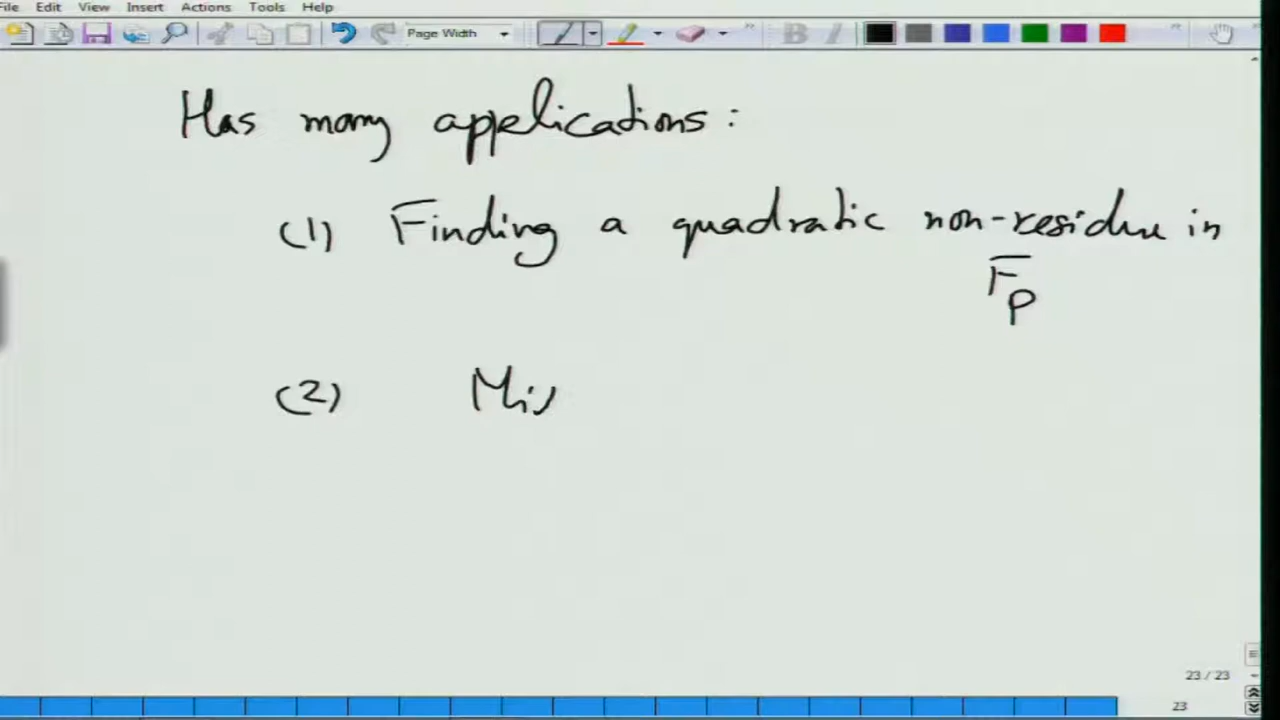 File Edit View Insert Actions Tools Help
Page Width
Has many applications:
(1) Finding a quadratic non-residue in
F_p
(2)
23 / 23
23